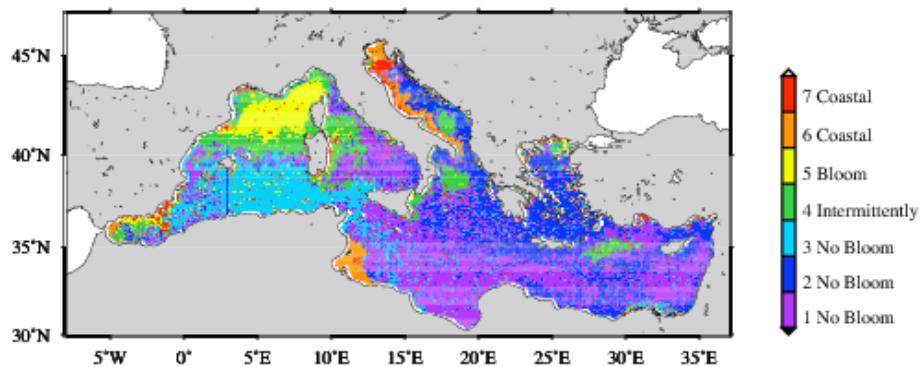 45°N
40°N
35°N
30°N
5°W 0° 5°E 10°E 15°E 20°E 25°E 30°E 35°E
7 Coastal
6 Coastal
5 Bloom
4 Intermittently
3 No Bloom
2 No Bloom
1 No Bloom